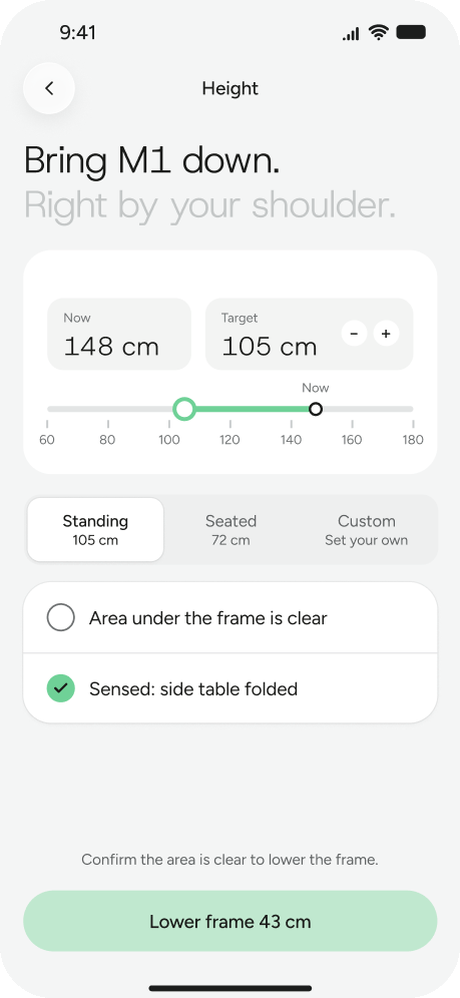 9:41
Height
Bring M1 down.
Right by your shoulder.
Now
148 cm
Target
105 cm
-
+
Now
60 80 100 120 140 160 180
Standing
105 cm
Seated
72 cm
Custom
Set your own
Area under the frame is clear
Sensed: side table folded
Confirm the area is clear to lower the frame.
Lower frame 43 cm